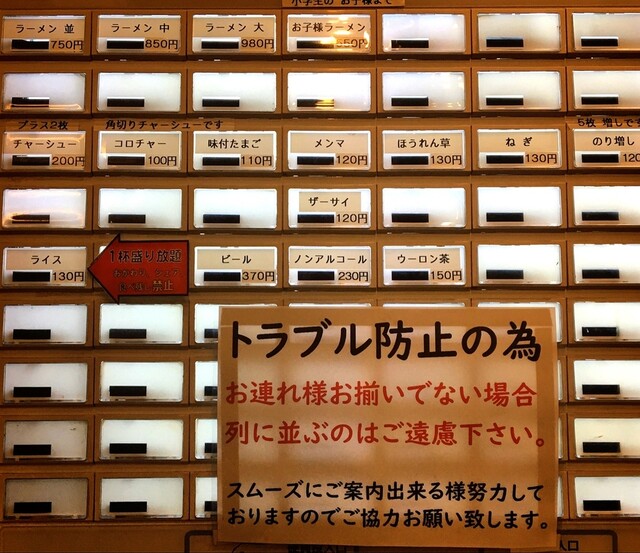 小学生の お子様まで
ラーメン 並
750円
ラーメン 中
850円
ラーメン 大
980円
お子様ラーメン
550円
プラス2枚
角切りチャーシューです
5枚 増しです
チャーシュー
200円
コロチャー
100円
味付たまご
110円
メンマ
120円
ほうれん草
130円
ねぎ
130円
のり増し
120
ザーサイ
120円
ライス
130円
1杯盛り放題
禁止
ビール
370円
ノンアルコール
230円
ウーロン茶
150円
トラブル防止の為
お連れ様お揃いでない場合
列に並ぶのはご遠慮下さい。
スムーズにご案内出来る様努力して
おりますのでご協力お願い致します。
入口